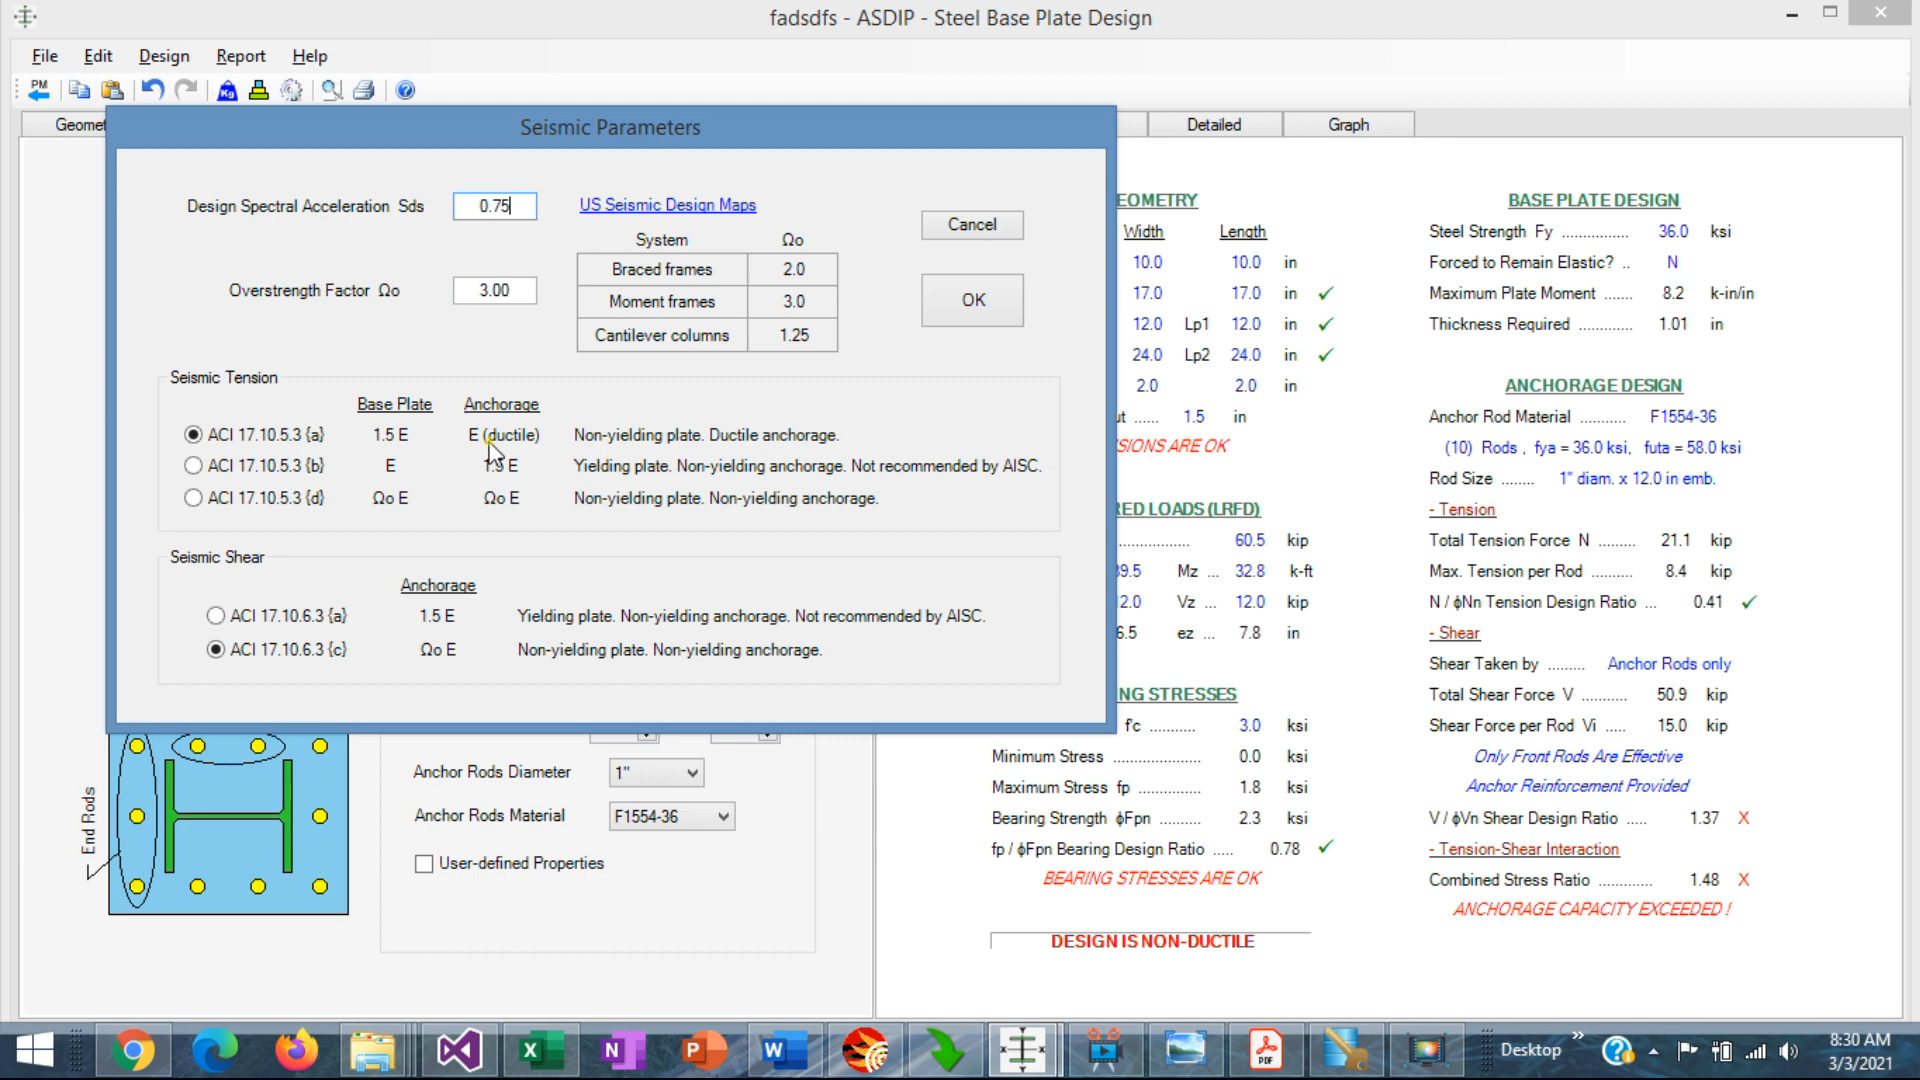 fadsdfs - ASDIP - Steel Base Plate Design
File Edit Design Report Help
PM Kg
Detailed Graph
Seismic Parameters
Design Spectral Acceleration Sds 0.75 US Seismic Design Maps
Cancel
System Ωo
Braced frames 2.0
Overstrength Factor Ωo 3.00
Moment frames 3.0
OK
Cantilever columns 1.25
Seismic Tension
Base Plate Anchorage
ACI 17.10.5.3 {a} 1.5 E E (ductile) Non-yielding plate. Ductile anchorage.
ACI 17.10.5.3 {b} E 1.5 E Yielding plate. Non-yielding anchorage. Not recommended by AISC.
ACI 17.10.5.3 {d} Ωo E Ωo E Non-yielding plate. Non-yielding anchorage.
Seismic Shear
Anchorage
ACI 17.10.6.3 {a} 1.5 E Yielding plate. Non-yielding anchorage. Not recommended by AISC.
ACI 17.10.6.3 {c} Ωo E Non-yielding plate. Non-yielding anchorage.
End Rods
Anchor Rods Diameter 1"
Anchor Rods Material F1554-36
User-defined Properties
Width Length
10.0 10.0 in
17.0 17.0 in
12.0 Lp1 12.0 in
24.0 Lp2 24.0 in
2.0 2.0 in
1.5 in
ARE OK
LOADS (LRFD)
60.5 kip
Mz ... 32.8 k-ft
Vz ... 12.0 kip
ez ... 7.8 in
STRESSES
f'c .......... 3.0 ksi
Minimum Stress .................... 0.0 ksi
Maximum Stress fp ............... 1.8 ksi
Bearing Strength ϕFpn .......... 2.3 ksi
fp / ϕFpn Bearing Design Ratio ..... 0.78
BEARING STRESSES ARE OK
DESIGN IS NON-DUCTILE
BASE PLATE DESIGN
Steel Strength Fy ................ 36.0 ksi
Forced to Remain Elastic? .. N
Maximum Plate Moment ....... 8.2 k-in/in
Thickness Required ............. 1.01 in
ANCHORAGE DESIGN
Anchor Rod Material ........... F1554-36
(10) Rods , fya = 36.0 ksi, futa = 58.0 ksi
Rod Size ........ 1" diam. x 12.0 in emb.
- Tension
Total Tension Force N ......... 21.1 kip
Max. Tension per Rod .......... 8.4 kip
N / ϕNn Tension Design Ratio ... 0.41
- Shear
Shear Taken by ......... Anchor Rods only
Total Shear Force V ........... 50.9 kip
Shear Force per Rod Vi ..... 15.0 kip
Only Front Rods Are Effective
Anchor Reinforcement Provided
V / ϕVn Shear Design Ratio ..... 1.37 X
- Tension-Shear Interaction
Combined Stress Ratio ............ 1.48 X
ANCHORAGE CAPACITY EXCEEDED !
Desktop
8:30 AM
3/3/2021